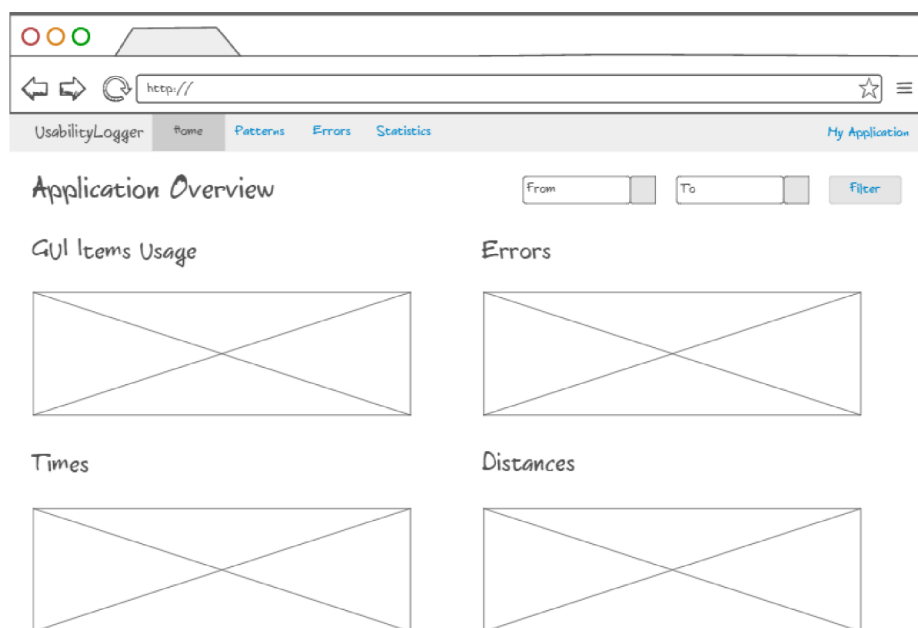 http://
UsabilityLogger Home Patterns Errors Statistics My Application
Application Overview From To Filter
GUI Items Usage Errors
Times Distances